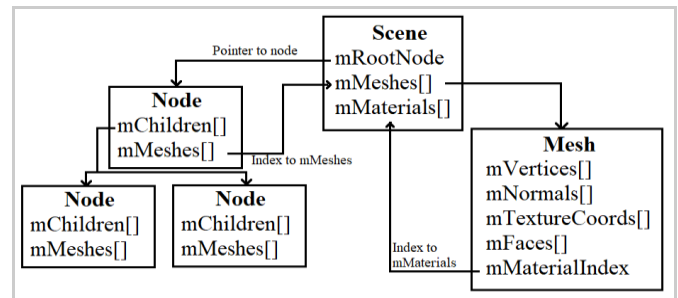 Scene
mRootNode
mMeshes[]
mMaterials[]
Pointer to node
Node
mChildren[]
mMeshes[]
Index to mMeshes
Node
mChildren[]
mMeshes[]
Node
mChildren[]
mMeshes[]
Mesh
mVertices[]
mNormals[]
mTextureCoords[]
mFaces[]
mMaterialIndex
Index to
mMaterials